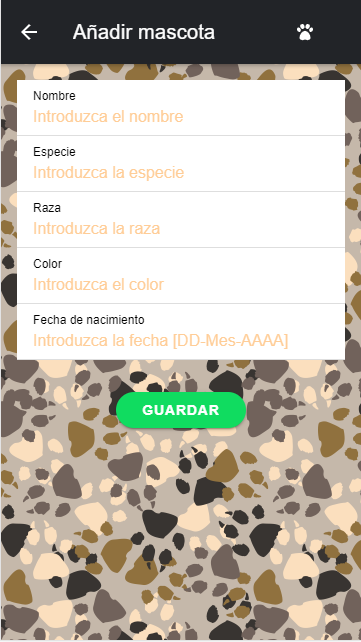 Añadir mascota
Nombre
Introduzca el nombre
Especie
Introduzca la especie
Raza
Introduzca la raza
Color
Introduzca el color
Fecha de nacimiento
Introduzca la fecha [DD-Mes-AAAA]
GUARDAR